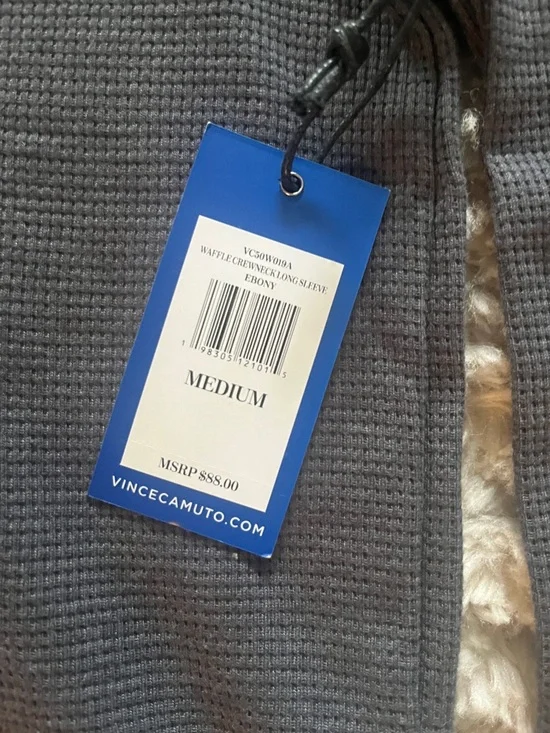 VC50W019A
WAFFLE CREWNECK LONG SLEEVE
EBONY
1 98305 12101 5
MEDIUM
MSRP $88.00
VINCECAMUTO.COM